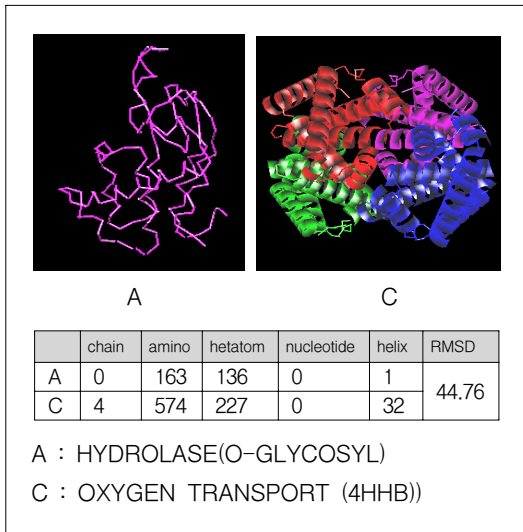 A C
chain amino hetatom nucleotide helix RMSD
A 0 163 136 0 1 44.76
C 4 574 227 0 32
A : HYDROLASE(O-GLYCOSYL)
C : OXYGEN TRANSPORT (4HHB))